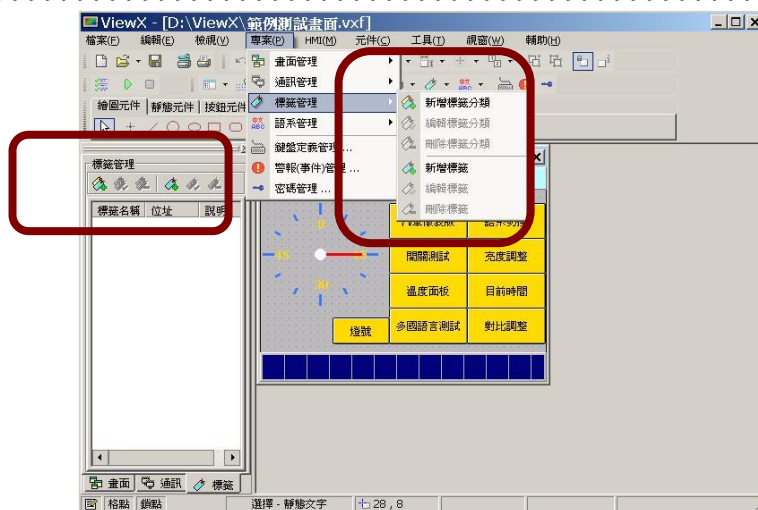 ViewX - [D:\ViewX\範例測試畫面.vxf]
檔案(F) 編輯(E) 檢視(V) 專案(P) HMI(M) 元件(C) 工具(T) 視窗(W) 輔助(H)
畫面管理
通訊管理
標籤管理
語系管理
鍵盤定義管理...
警報(事件)管理...
密碼管理...
新增標籤分類
編輯標籤分類
刪除標籤分類
新增標籤
編輯標籤
刪除標籤
繪圖元件 靜態元件 按鈕元件
標籤管理
標籤名稱 位址 說明
0
45
30
開關測試 亮度調整
溫度面板 目前時間
燈號 多國語言測試 對比調整
畫面 通訊 標籤
格點 鎖點 選擇 - 靜態文字 28 , 8